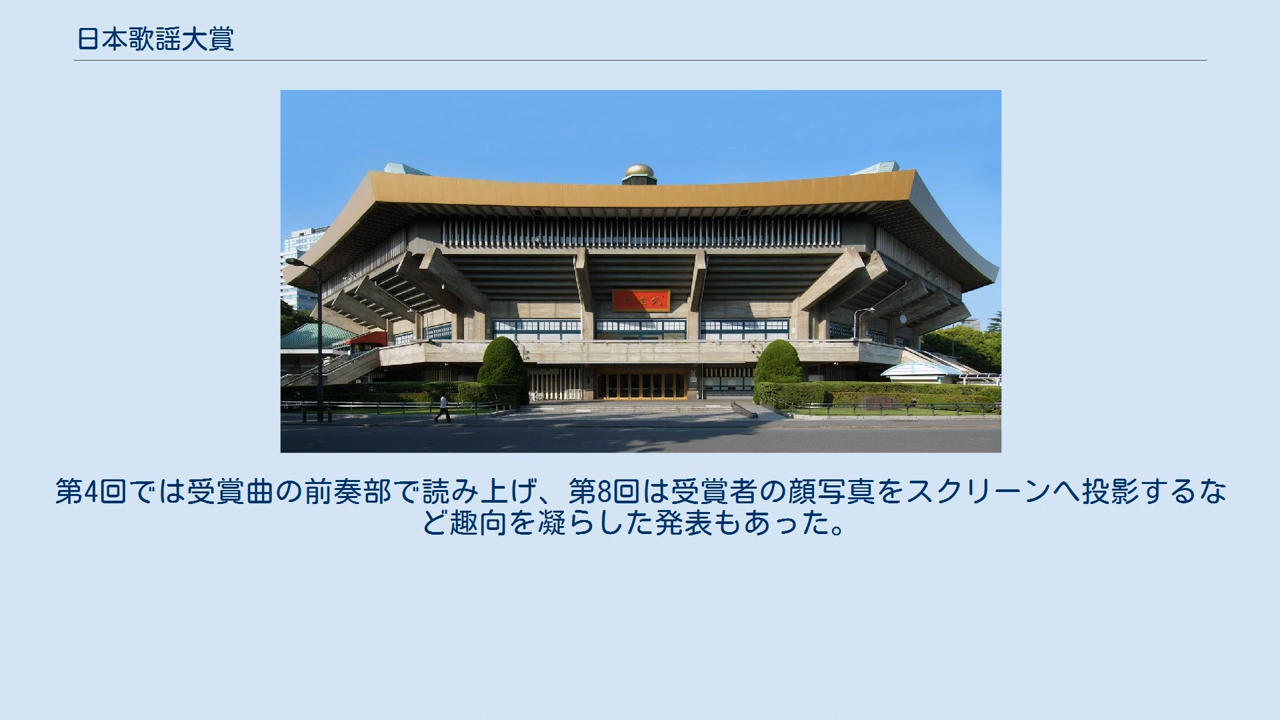 日本歌謡大賞
第4回では受賞曲の前奏部で読み上げ、第8回は受賞者の顔写真をスクリーンへ投影するな
ど趣向を凝らした発表もあった。